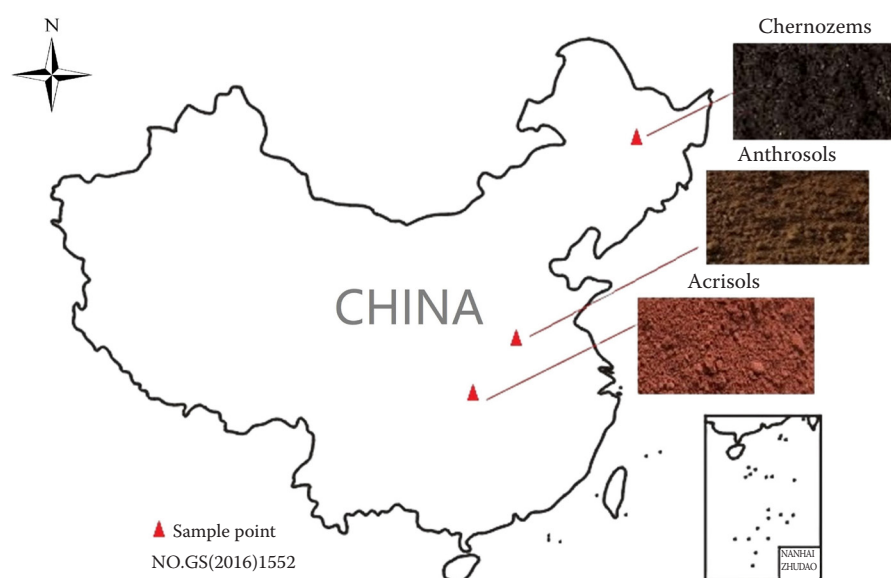 N
Chernozems
Anthrosols
CHINA
Acrisols
Sample point
NO.GS(2016)1552
NANHAI
ZHUDAO